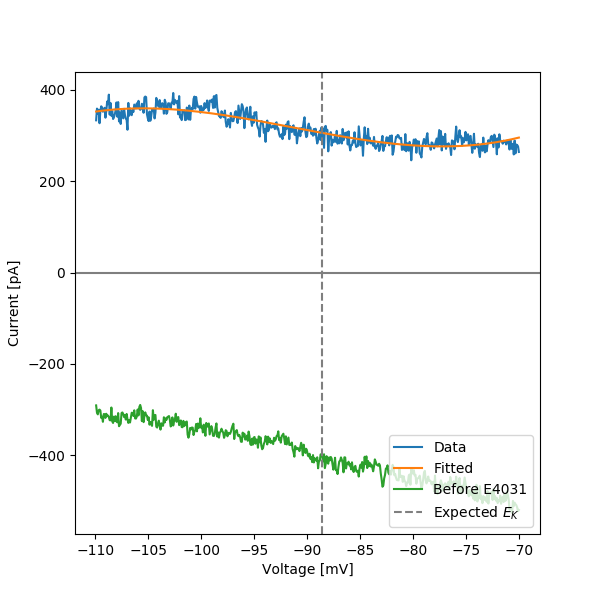 400
200
0
−200
−400
Current [pA]
Data
Fitted
Before E4031
Expected E_K
−110 −105 −100 −95 −90 −85 −80 −75 −70
Voltage [mV]